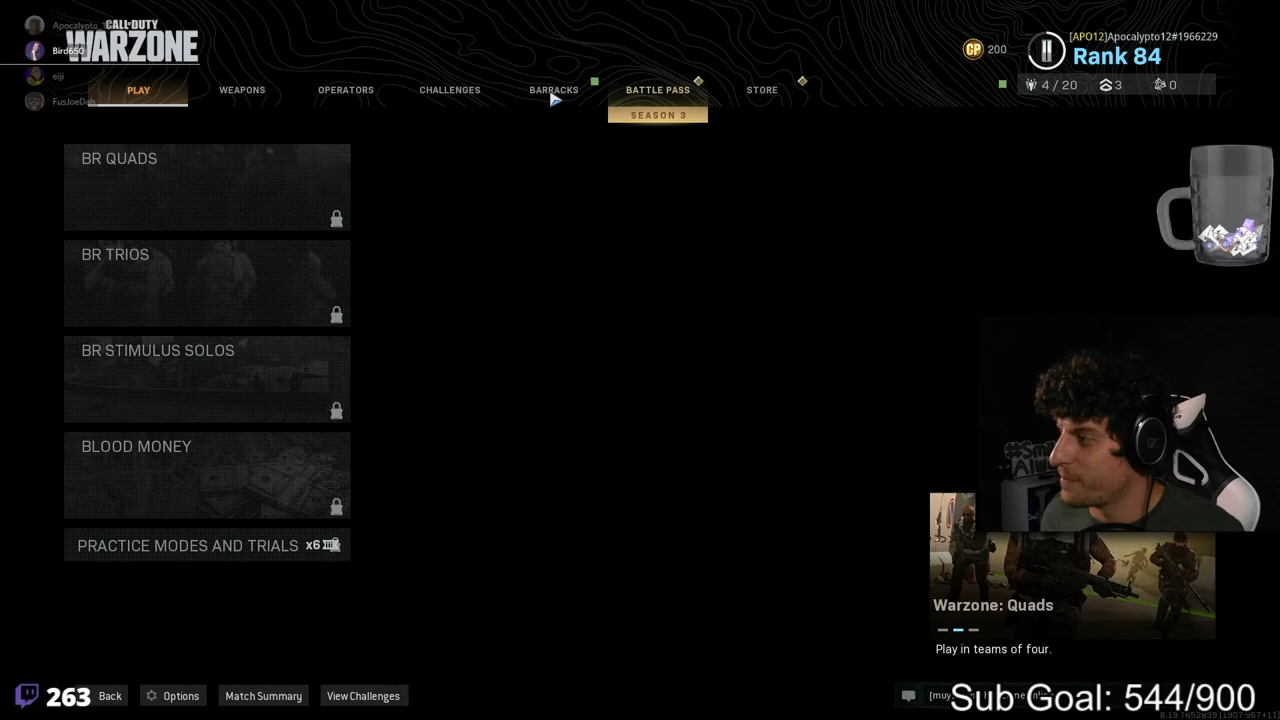 Apocalypto_1
CALL·DUTY
WARZONE
Bird650
eiji
FusJoeDah
PLAY
WEAPONS
OPERATORS
CHALLENGES
BARRACKS
BATTLE PASS
STORE
SEASON 3
CP 200
[APO12]Apocalypto12#1966229
Rank 84
4 / 20
3
0
BR QUADS
BR TRIOS
BR STIMULUS SOLOS
BLOOD MONEY
PRACTICE MODES AND TRIALS x6
Warzone: Quads
Play in teams of four.
263
Back
Options
Match Summary
View Challenges
[muy
Sub Goal: 544/900